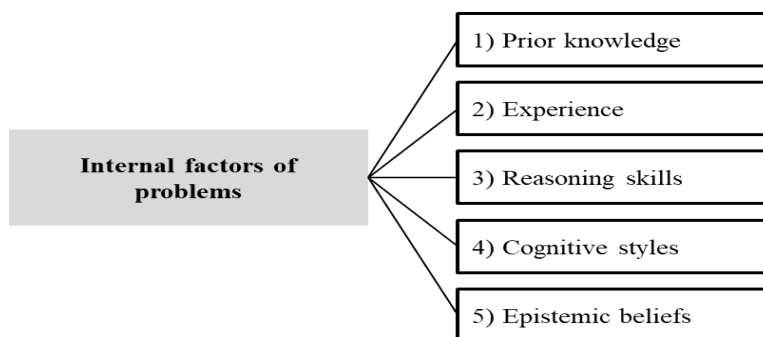 Internal factors of
problems
1) Prior knowledge
2) Experience
3) Reasoning skills
4) Cognitive styles
5) Epistemic beliefs